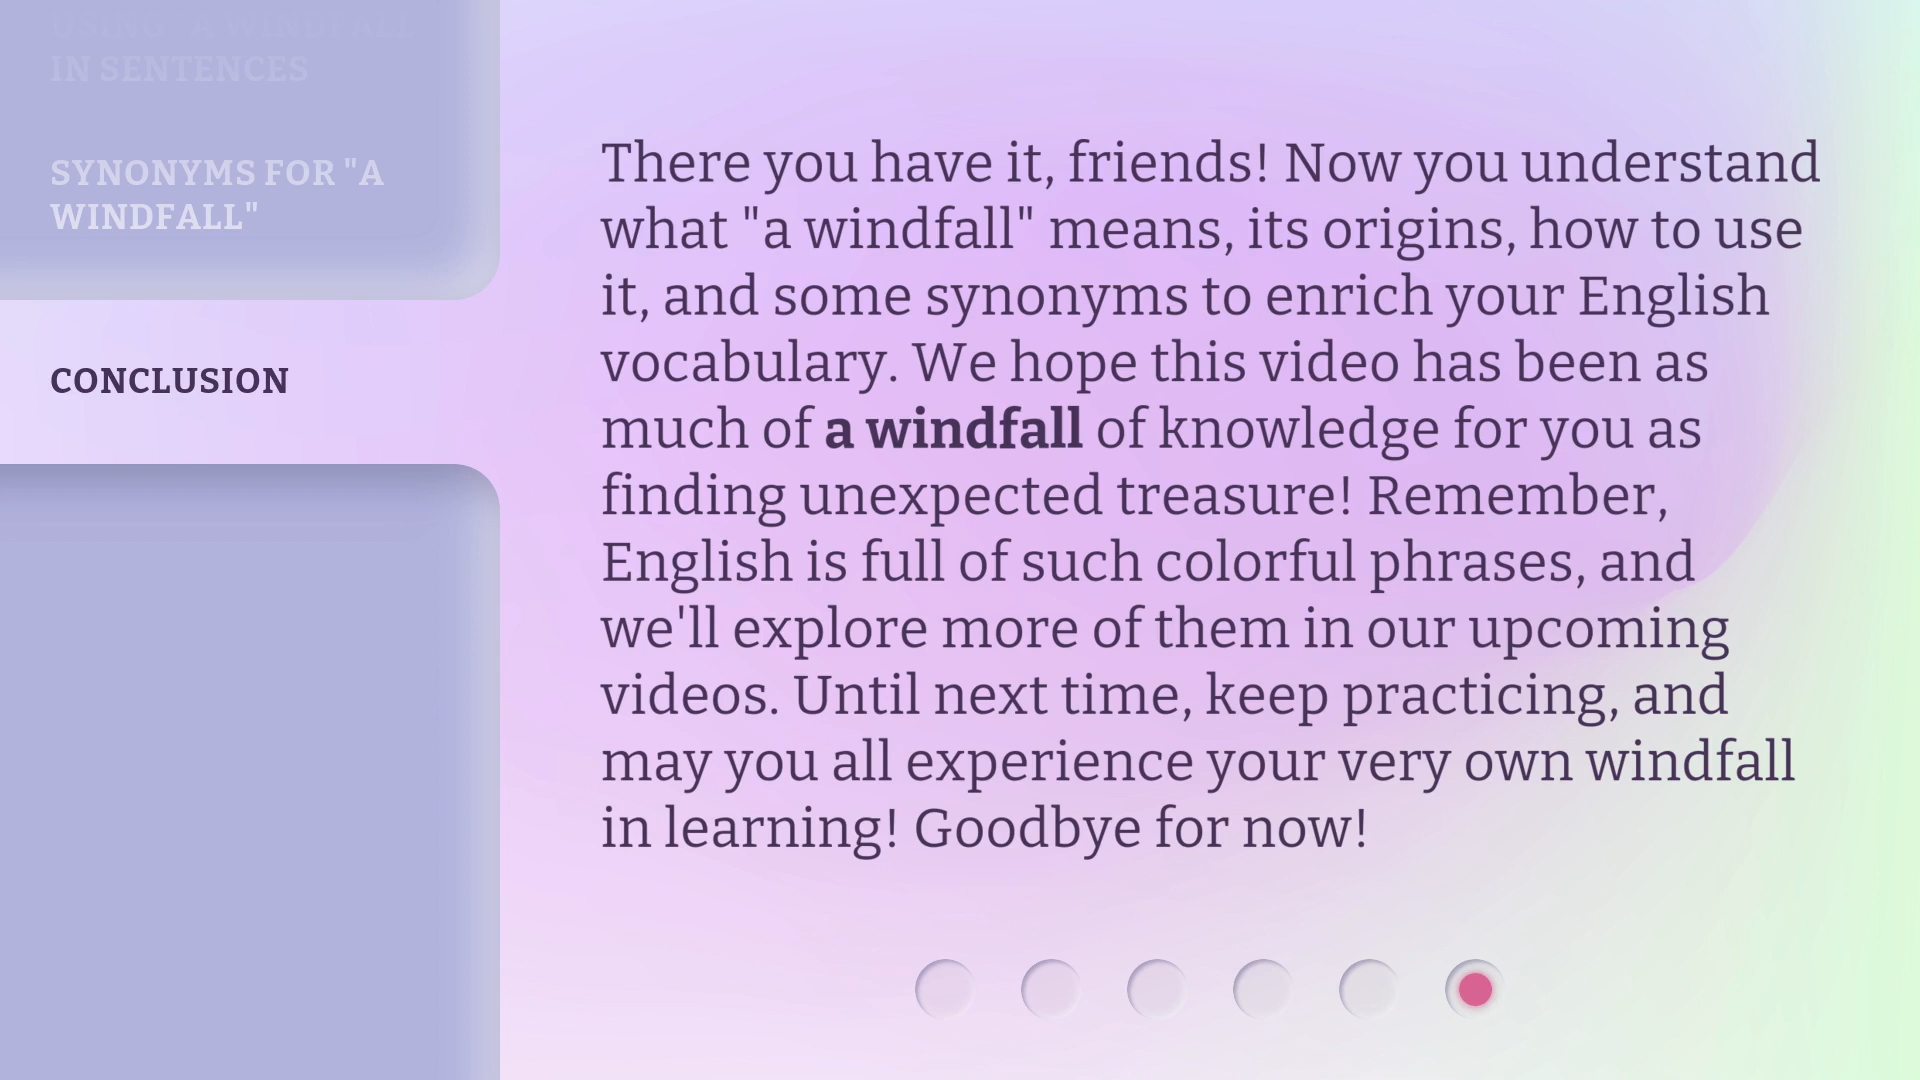 USING "A WINDFALL"
IN SENTENCES
SYNONYMS FOR "A
WINDFALL"
CONCLUSION
There you have it, friends! Now you understand
what "a windfall" means, its origins, how to use
it, and some synonyms to enrich your English
vocabulary. We hope this video has been as
much of a windfall of knowledge for you as
finding unexpected treasure! Remember,
English is full of such colorful phrases, and
we'll explore more of them in our upcoming
videos. Until next time, keep practicing, and
may you all experience your very own windfall
in learning! Goodbye for now!